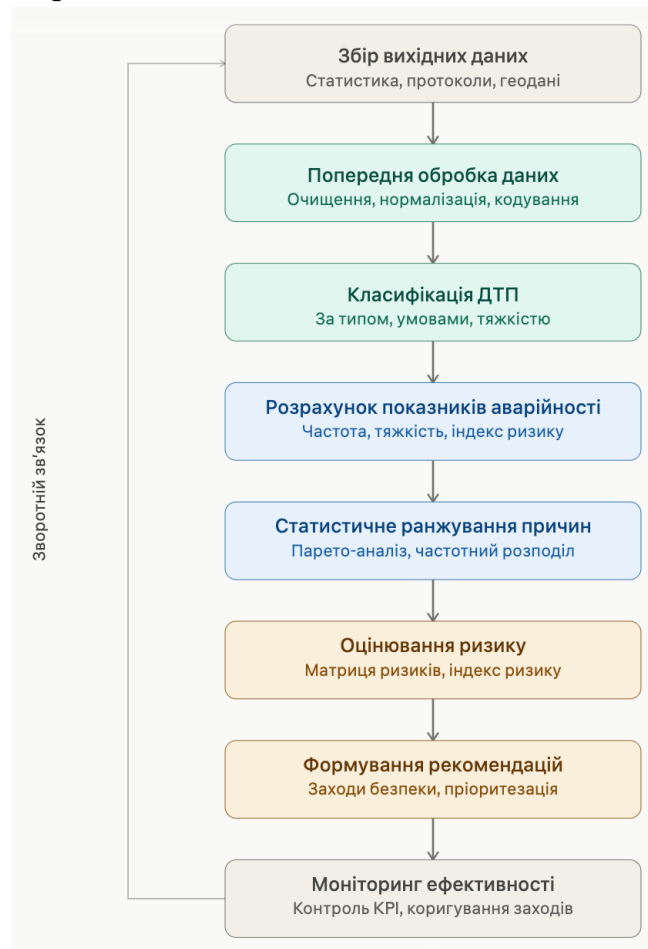 Збір вихідних даних
Статистика, протоколи, геодані
Попередня обробка даних
Очищення, нормалізація, кодування
Класифікація ДТП
За типом, умовами, тяжкістю
Розрахунок показників аварійності
Частота, тяжкість, індекс ризику
Статистичне ранжування причин
Парето-аналіз, частотний розподіл
Оцінювання ризику
Матриця ризиків, індекс ризику
Формування рекомендацій
Заходи безпеки, пріоритезація
Моніторинг ефективності
Контроль KPI, коригування заходів
Зворотній зв'язок